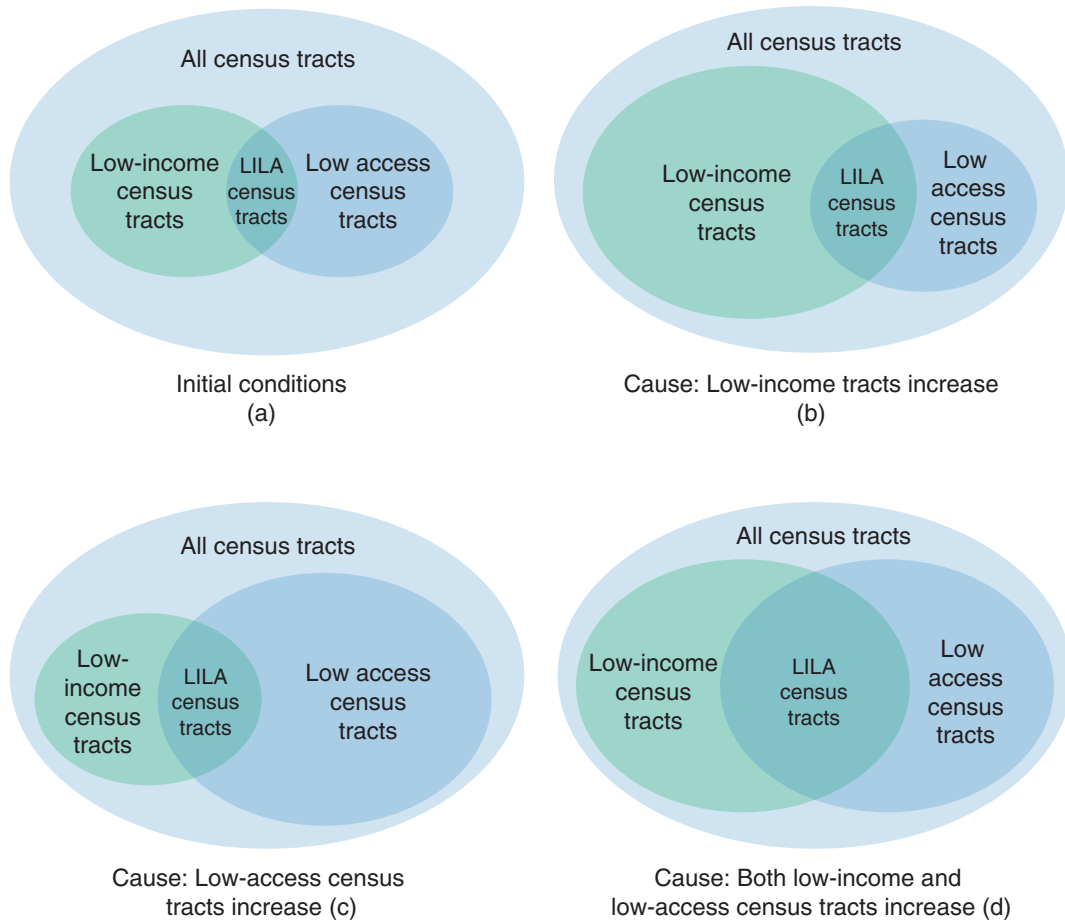 All census tracts
Low-income
census
tracts
LILA
census
tracts
Low access
census
tracts
Initial conditions
(a)
All census tracts
Low-income
census
tracts
LILA
census
tracts
Low
access
census
tracts
Cause: Low-income tracts increase
(b)
All census tracts
Low-
income
census
tracts
LILA
census
tracts
Low access
census
tracts
Cause: Low-access census
tracts increase (c)
All census tracts
Low-income
census
tracts
LILA
census
tracts
Low
access
census
tracts
Cause: Both low-income and
low-access census tracts increase (d)